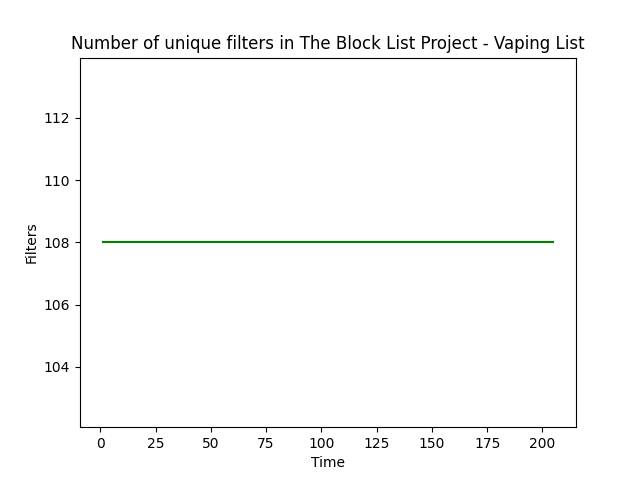 Number of unique filters in The Block List Project - Vaping List
112
110
108
106
104
Filters
0 25 50 75 100 125 150 175 200
Time